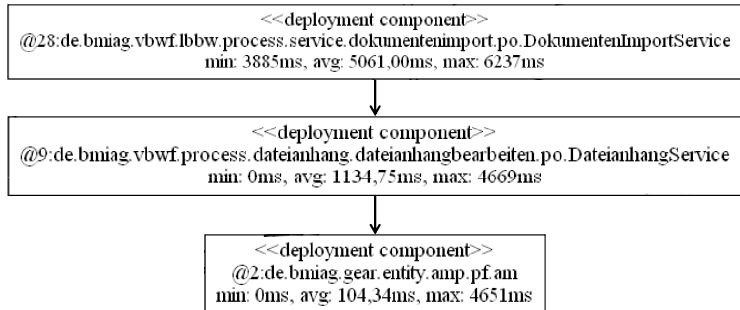 <<deployment component>>
@28:de.bmiag.vbwf.lbbw.process.service.dokumentenimport.po.DokumentenImportService
min: 3885ms, avg: 5061,00ms, max: 6237ms
<<deployment component>>
@9:de.bmiag.vbwf.process.dateianhang.dateianhangbearbeiten.po.DateianhangService
min: 0ms, avg: 1134,75ms, max: 4669ms
<<deployment component>>
@2:de.bmiag.gear.entity.amp.pf.am
min: 0ms, avg: 104,34ms, max: 4651ms